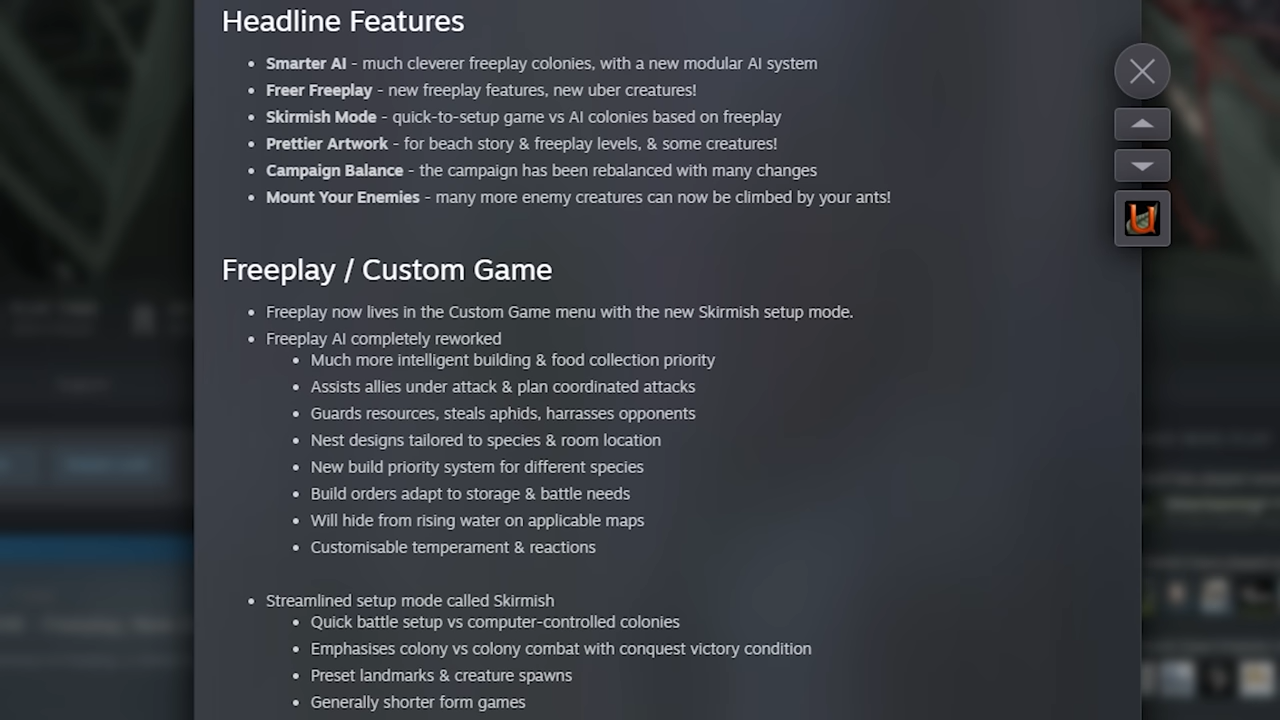 Headline Features
• Smarter AI - much cleverer freeplay colonies, with a new modular AI system
• Freer Freeplay - new freeplay features, new uber creatures!
• Skirmish Mode - quick-to-setup game vs AI colonies based on freeplay
• Prettier Artwork - for beach story & freeplay levels, & some creatures!
• Campaign Balance - the campaign has been rebalanced with many changes
• Mount Your Enemies - many more enemy creatures can now be climbed by your ants!
Freeplay / Custom Game
• Freeplay now lives in the Custom Game menu with the new Skirmish setup mode.
• Freeplay AI completely reworked
• Much more intelligent building & food collection priority
• Assists allies under attack & plan coordinated attacks
• Guards resources, steals aphids, harrasses opponents
• Nest designs tailored to species & room location
• New build priority system for different species
• Build orders adapt to storage & battle needs
• Will hide from rising water on applicable maps
• Customisable temperament & reactions
• Streamlined setup mode called Skirmish
• Quick battle setup vs computer-controlled colonies
• Emphasises colony vs colony combat with conquest victory condition
• Preset landmarks & creature spawns
• Generally shorter form games
U